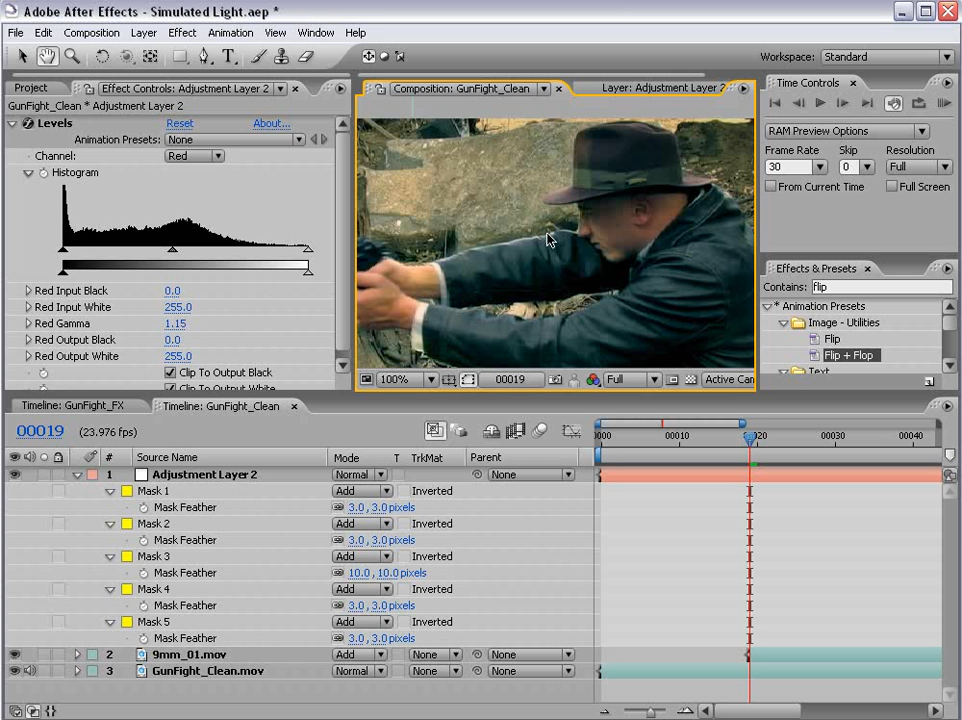 Adobe After Effects - Simulated Light.aep *
File Edit Composition Layer Effect Animation View Window Help
T
Workspace: Standard
Project Effect Controls: Adjustment Layer 2
GunFight_Clean * Adjustment Layer 2
Levels Reset About...
Animation Presets: None
Channel: Red
Histogram
Red Input Black 0.0
Red Input White 255.0
Red Gamma 1.15
Red Output Black 0.0
Red Output White 255.0
Clip To Output Black
Clip To Output White
Composition: GunFight_Clean Layer: Adjustment Layer 2
100% 00019 Full Active Cam
Time Controls
RAM Preview Options
Frame Rate Skip Resolution
30 0 Full
From Current Time Full Screen
Effects & Presets
Contains: flip
* Animation Presets
Image - Utilities
Flip
Flip + Flop
Text
Timeline: GunFight_FX Timeline: GunFight_Clean
00019 (23.976 fps)
0000 00010 00020 00030 00040
# Source Name Mode T TrkMat Parent
1 Adjustment Layer 2 Normal None
Mask 1 Add Inverted
Mask Feather 3.0, 3.0 pixels
Mask 2 Add Inverted
Mask Feather 3.0, 3.0 pixels
Mask 3 Add Inverted
Mask Feather 10.0, 10.0 pixels
Mask 4 Add Inverted
Mask Feather 3.0, 3.0 pixels
Mask 5 Add Inverted
Mask Feather 3.0, 3.0 pixels
2 9mm_01.mov Add None None
3 GunFight_Clean.mov Normal None None